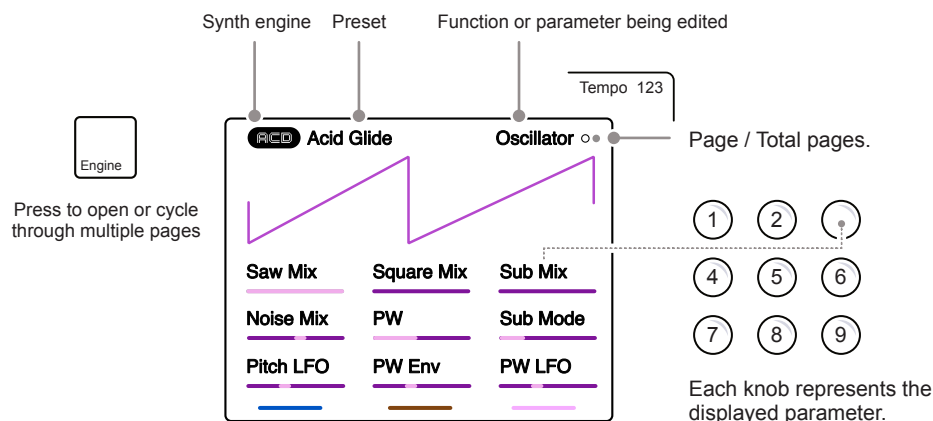 Synth engine Preset Function or parameter being edited
Tempo 123
ACD Acid Glide Oscillator
Page / Total pages.
Engine
Press to open or cycle
through multiple pages
1 2
Saw Mix Square Mix Sub Mix
4 5 6
Noise Mix PW Sub Mode
7 8 9
Pitch LFO PW Env PW LFO
Each knob represents the
displayed parameter.